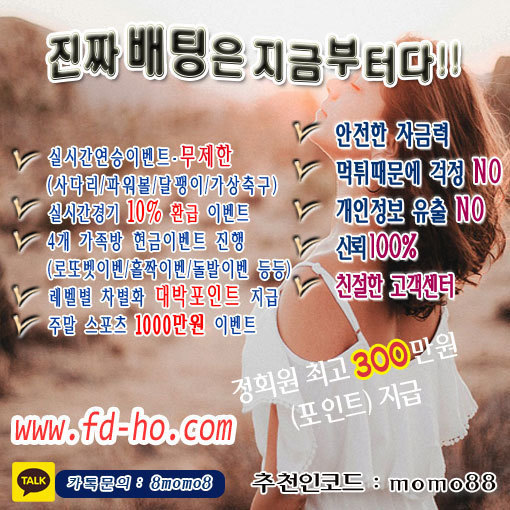 진짜 배팅은 지금부터다!!
실시간연승이벤트-무제한
(사다리/파워볼/달팽이/가상축구)
실시간경기 10% 환급 이벤트
4개 가족방 현금이벤트 진행
(로또벳이벤/홀짝이벤/돌발이벤 등등)
레벨별 차별화 대박포인트 지급
주말 스포츠 1000만원 이벤트
안전한 자금력
먹튀때문에 걱정 NO
개인정보 유출 NO
신뢰100%
친절한 고객센터
정회원 최고 300만원
(포인트) 지급
www.fd-ho.com
TALK
카톡문의 : 8momo8
추천인코드 : momo88